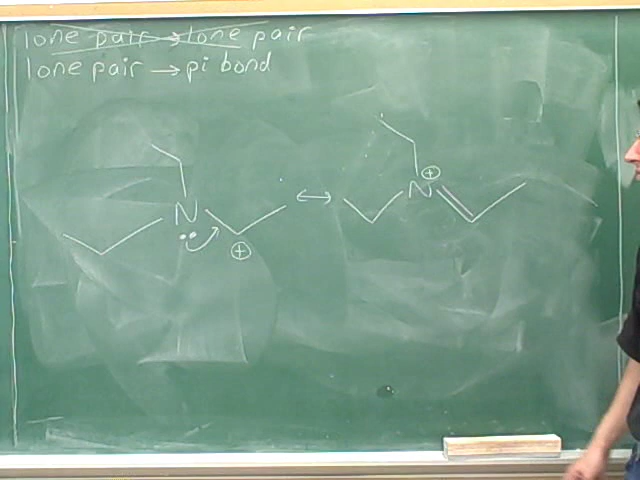 lone pair → lone pair
lone pair → pi bond
N ⊕ ↔ N ⊕